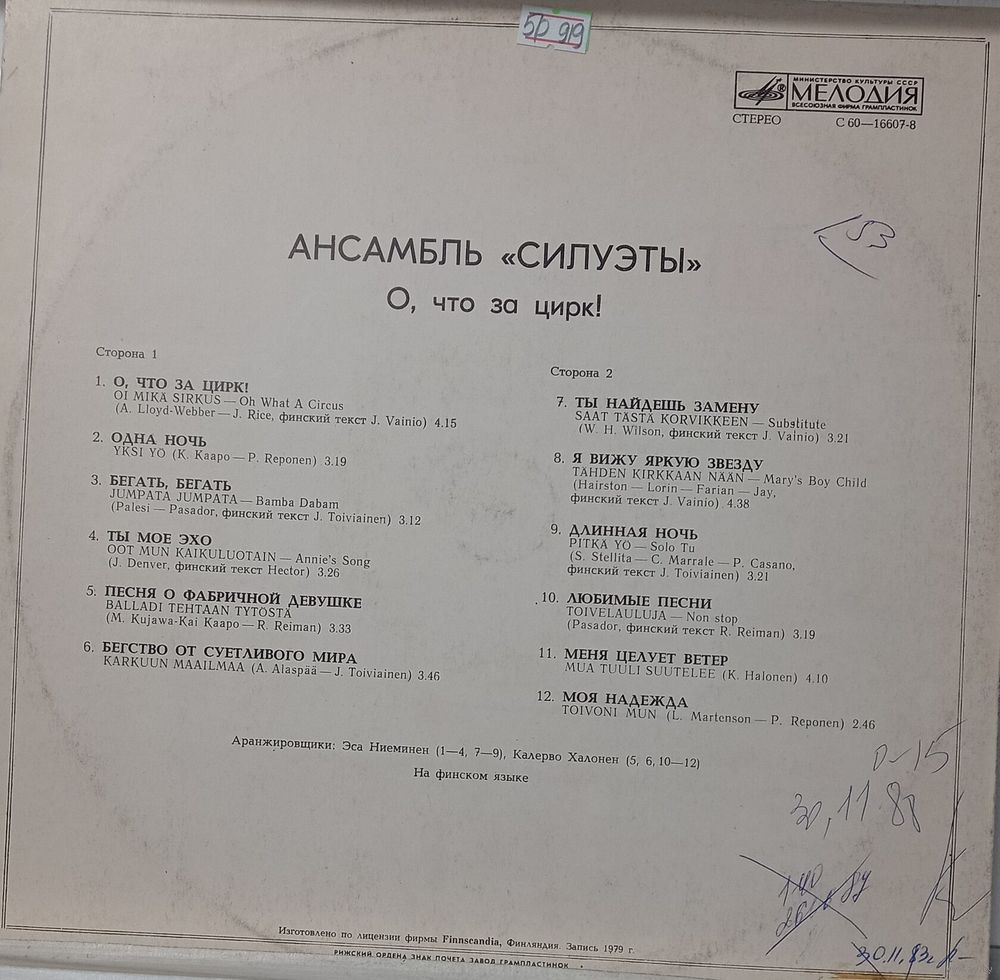 5р 919
МИНИСТЕРСТВО КУЛЬТУРЫ СССР
МЕЛОДИЯ
ВСЕСОЮЗНАЯ ФИРМА ГРАМПЛАСТИНОК
СТЕРЕО С 60—16607-8
53
АНСАМБЛЬ «СИЛУЭТЫ»
О, что за цирк!
Сторона 1
1. О, ЧТО ЗА ЦИРК!
OI MIKÄ SIRKUS — Oh What A Circus
(A. Lloyd-Webber — J. Rice, финский текст J. Vainio) 4.15
2. ОДНА НОЧЬ
YKSI YÖ (K. Kaapo — P. Reponen) 3.19
3. БЕГАТЬ, БЕГАТЬ
JUMPATA JUMPATA — Bamba Dabam
(Palesi — Pasador, финский текст J. Toiviainen) 3.12
4. ТЫ МОЕ ЭХО
OOT MUN KAIKULUOTAIN — Annie's Song
(J. Denver, финский текст Hector) 3.26
5. ПЕСНЯ О ФАБРИЧНОЙ ДЕВУШКЕ
BALLADI TEHTAAN TYTÖSTÄ
(M. Kujawa-Kai Kaapo — R. Reiman) 3.33
6. БЕГСТВО ОТ СУЕТЛИВОГО МИРА
KARKUUN MAAILMAA (A. Alaspää — J. Toiviainen) 3.46
Сторона 2
7. ТЫ НАЙДЕШЬ ЗАМЕНУ
SAAT TÄSTÄ KORVIKKEEN — Substitute
(W. H. Wilson, финский текст J. Vainio) 3.21
8. Я ВИЖУ ЯРКУЮ ЗВЕЗДУ
TÄHDEN KIRKKAAN NÄÄN — Mary's Boy Child
(Hairston — Lorin — Farian — Jay,
финский текст J. Vainio) 4.38
9. ДЛИННАЯ НОЧЬ
PITKÄ YÖ — Solo Tu
(S. Stellita — C. Marrale — P. Casano,
финский текст J. Toiviainen) 3.21
10. ЛЮБИМЫЕ ПЕСНИ
TOIVELAULUJA — Non stop
(Pasador, финский текст R. Reiman) 3.19
11. МЕНЯ ЦЕЛУЕТ ВЕТЕР
MUA TUULI SUUTELEE (K. Halonen) 4.10
12. МОЯ НАДЕЖДА
TOIVONI MUN (L. Martenson — P. Reponen) 2.46
Аранжировщики: Эса Ниеминен (1—4, 7—9), Калерво Халонен (5, 6, 10—12)
На финском языке
0-15
30,11.88
30.11.83г
Изготовлено по лицензии фирмы Finnscandia, Финляндия. Запись 1979 г.
РИЖСКИЙ ОРДЕНА ЗНАК ПОЧЕТА ЗАВОД ГРАМПЛАСТИНОК